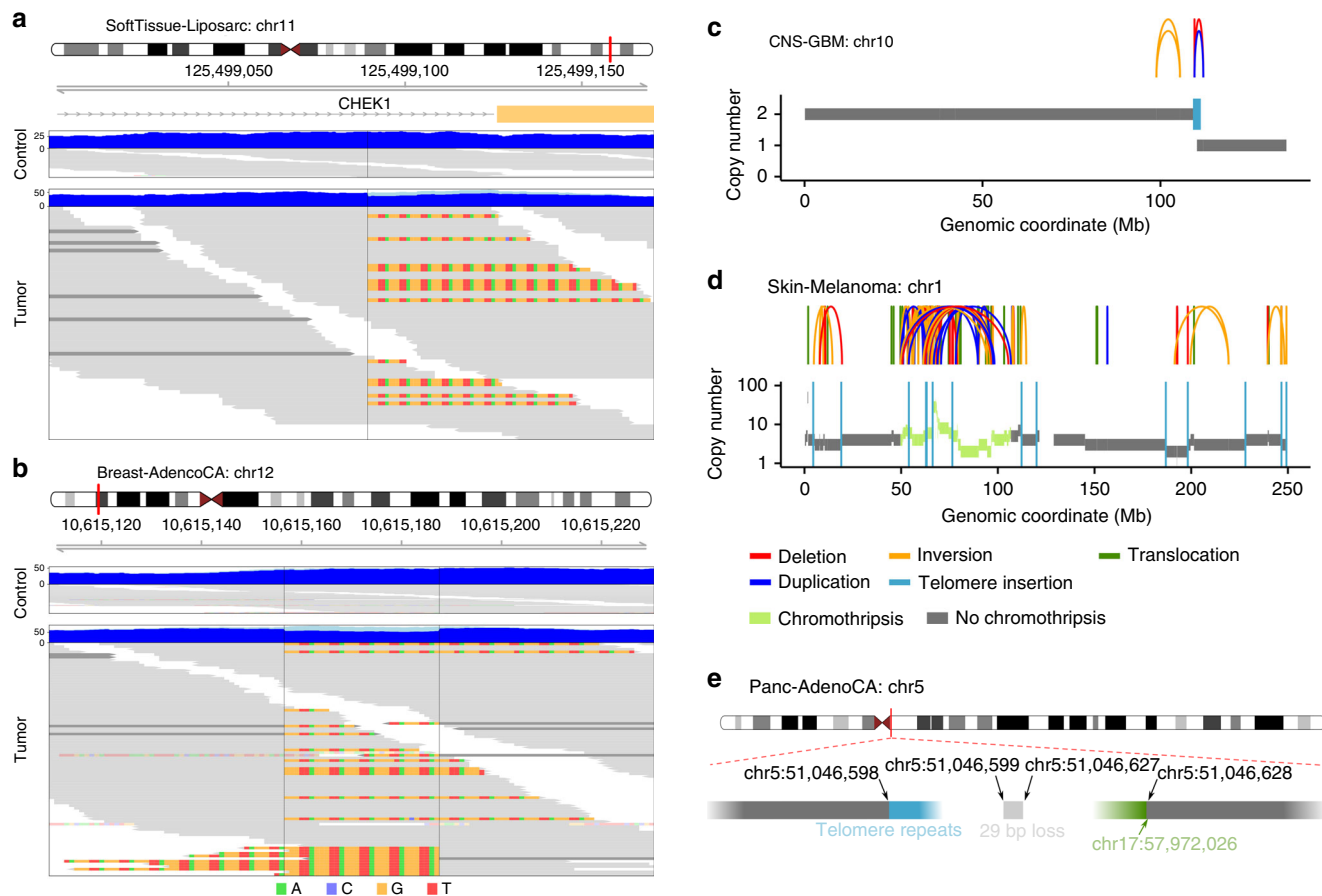 a
SoftTissue-Liposarc: chr11
125,499,050 125,499,100 125,499,150
CHEK1
Control
25
0
Tumor
50
0
b
Breast-AdencoCA: chr12
10,615,120 10,615,140 10,615,160 10,615,180 10,615,200 10,615,220
Control
50
0
Tumor
50
0
A C G T
c
CNS-GBM: chr10
Copy number
2
1
0
0 50 100
Genomic coordinate (Mb)
d
Skin-Melanoma: chr1
Copy number
100
10
1
0 50 100 150 200 250
Genomic coordinate (Mb)
Deletion Inversion Translocation
Duplication Telomere insertion
Chromothripsis No chromothripsis
e
Panc-AdenoCA: chr5
chr5:51,046,598 chr5:51,046,599 chr5:51,046,627 chr5:51,046,628
Telomere repeats 29 bp loss
chr17:57,972,026